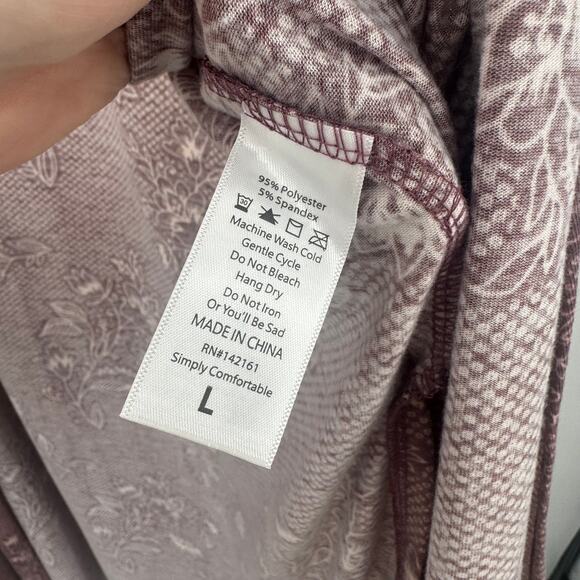 95% Polyester
5% Spandex
30
Machine Wash Cold
Gentle Cycle
Do Not Bleach
Hang Dry
Do Not Iron
Or You'll Be Sad
MADE IN CHINA
RN#142161
Simply Comfortable
L